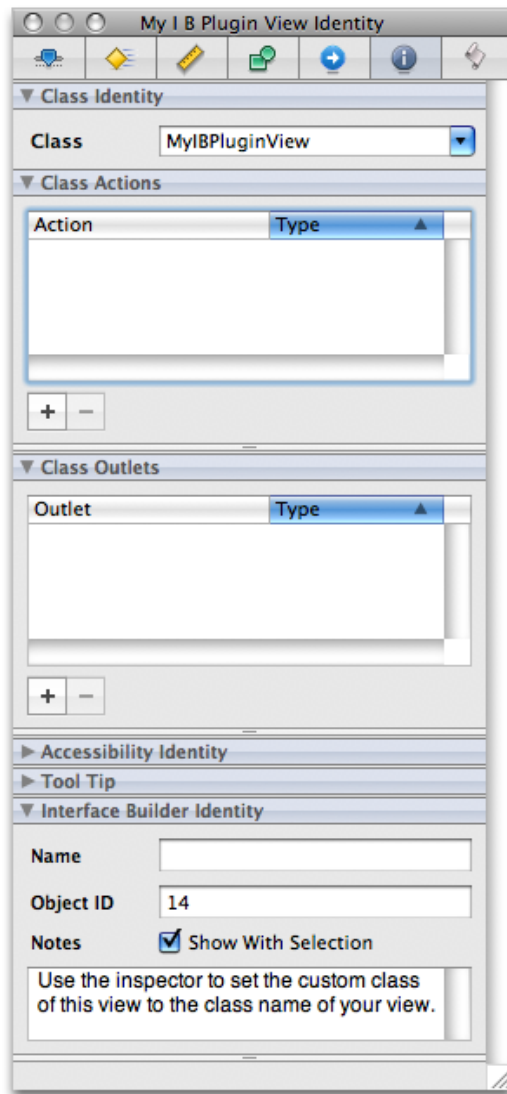 My I B Plugin View Identity
Class Identity
Class MyIBPluginView
Class Actions
Action Type
+ −
Class Outlets
Outlet Type
+ −
Accessibility Identity
Tool Tip
Interface Builder Identity
Name
Object ID 14
Notes Show With Selection
Use the inspector to set the custom class
of this view to the class name of your view.